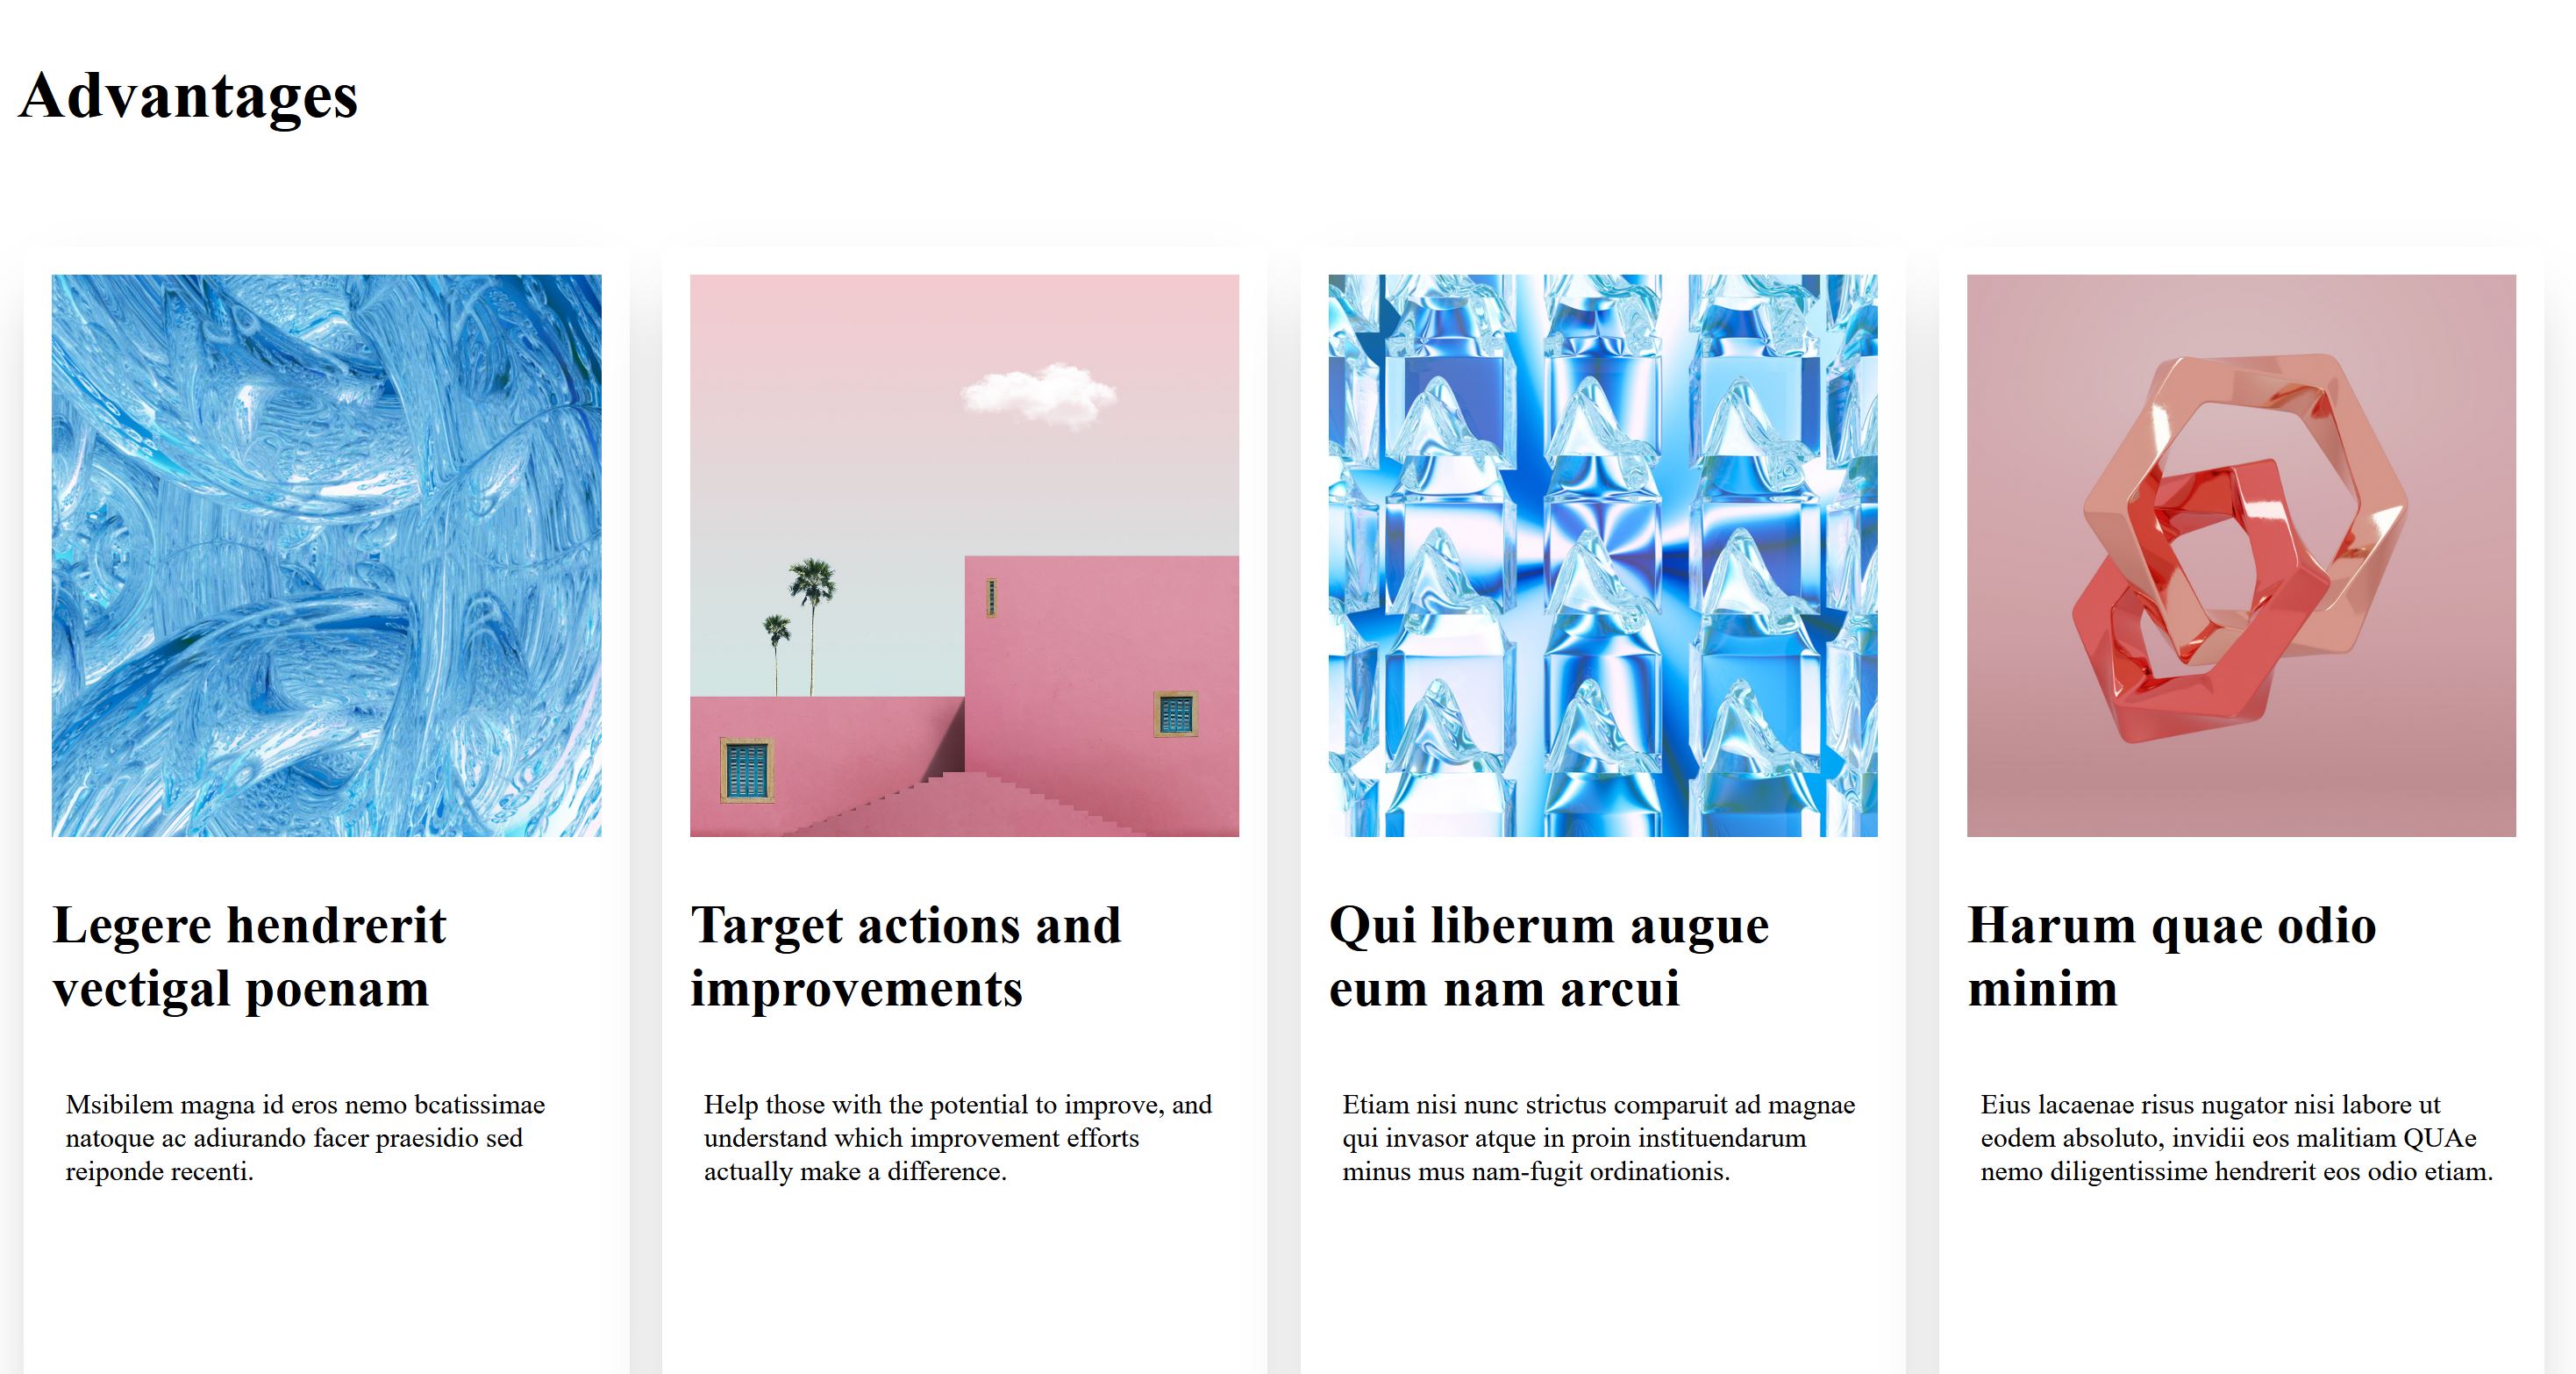 Advantages
Legere hendrerit
vectigal poenam
Msibilem magna id eros nemo bcatissimae
natoque ac adiurando facer praesidio sed
reiponde recenti.
Target actions and
improvements
Help those with the potential to improve, and
understand which improvement efforts
actually make a difference.
Qui liberum augue
eum nam arcui
Etiam nisi nunc strictus comparuit ad magnae
qui invasor atque in proin instituendarum
minus mus nam-fugit ordinationis.
Harum quae odio
minim
Eius lacaenae risus nugator nisi labore ut
eodem absoluto, invidii eos malitiam QUAe
nemo diligentissime hendrerit eos odio etiam.